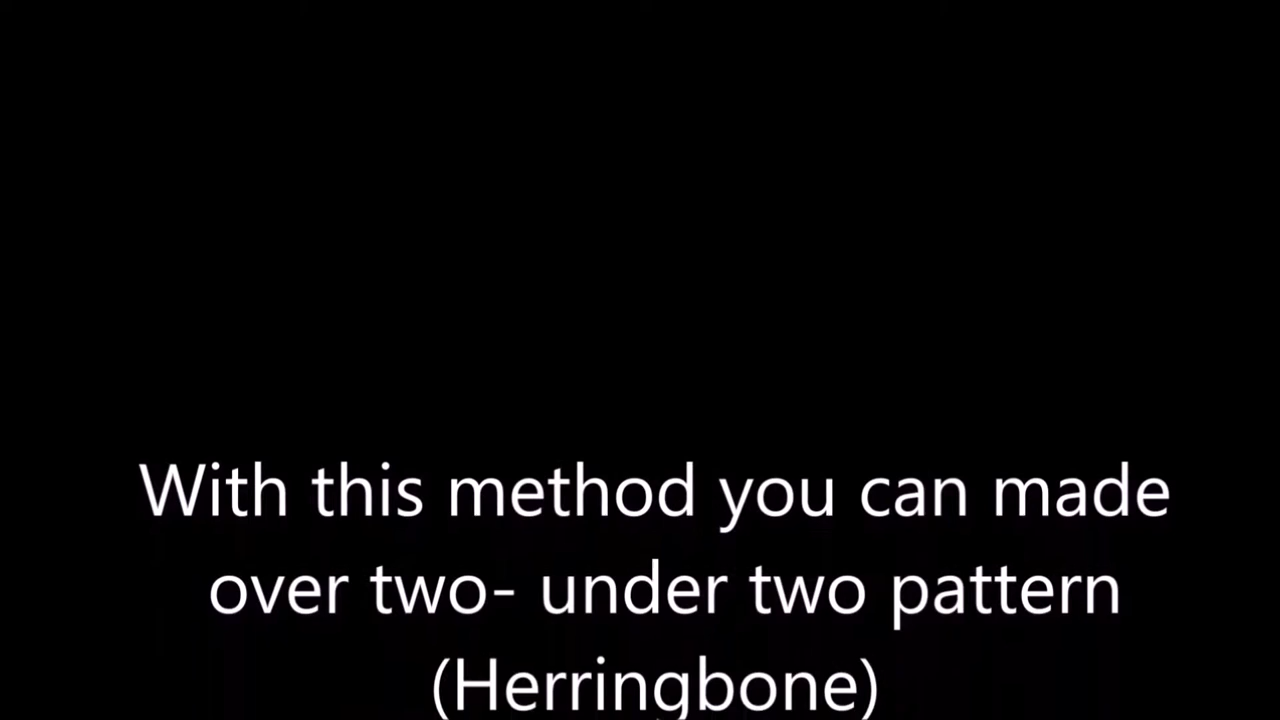 With this method you can made
over two- under two pattern
(Herringbone)